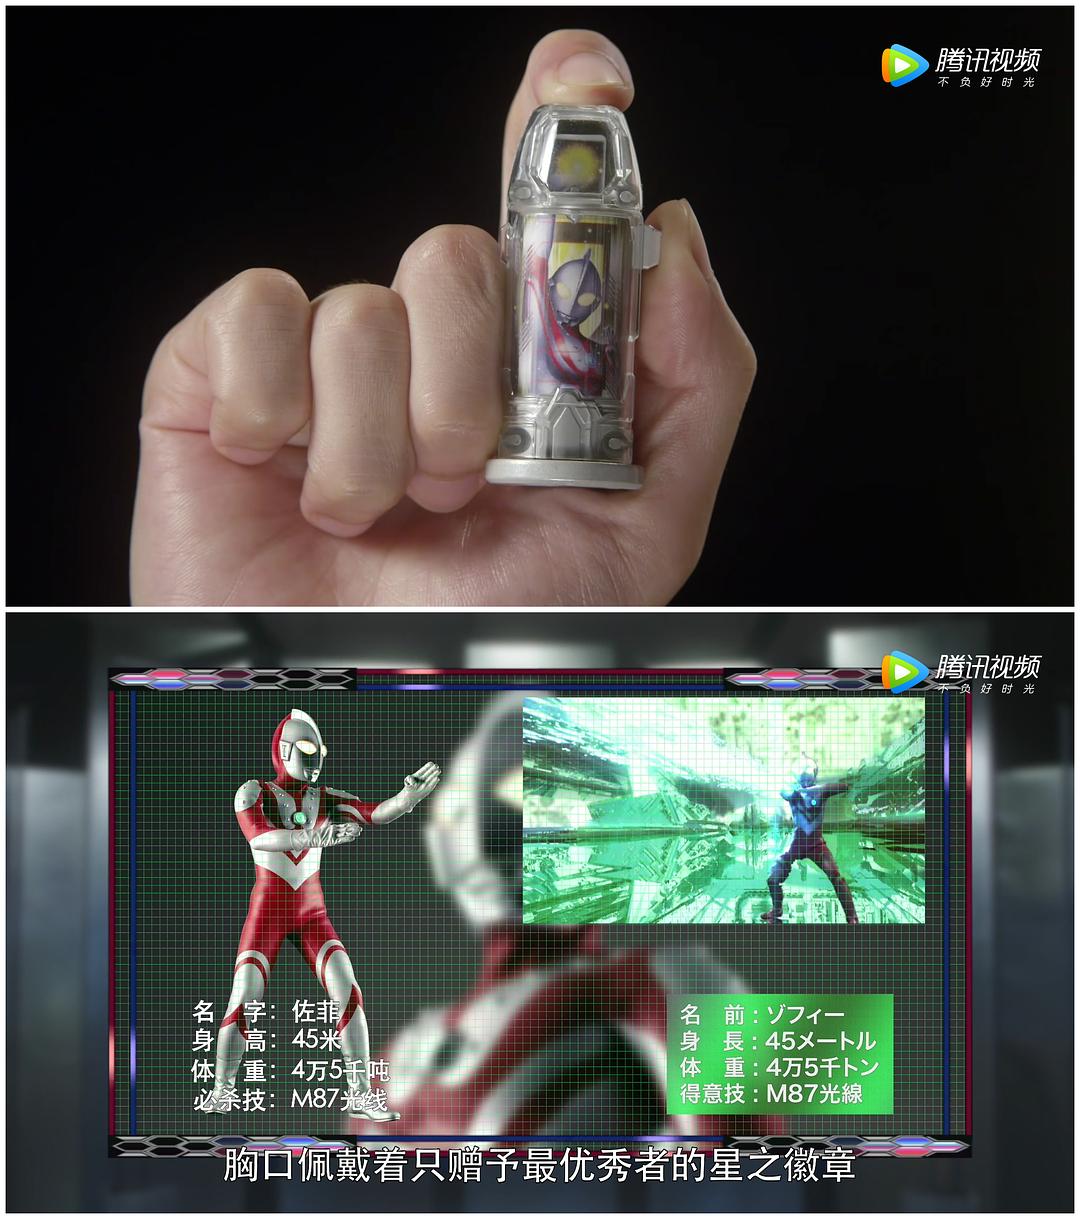 腾讯视频
不负好时光
腾讯视频
不负好时光
名 字：佐菲
身 高：45米
体 重：4万5千吨
必杀技：M87光线
名 前：ゾフィー
身 長：45メートル
体 重：4万5千トン
得意技：M87光線
胸口佩戴着只赠予最优秀者的星之徽章